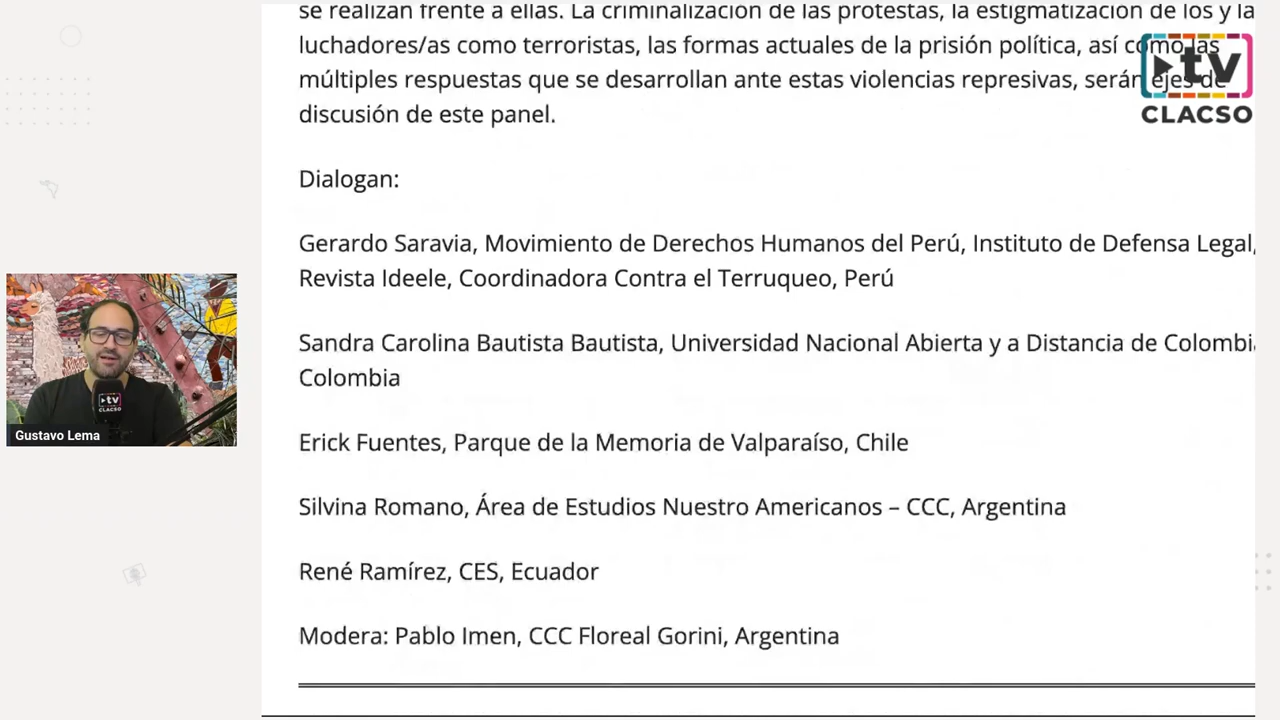 se realizan frente a ellas. La criminalización de las protestas, la estigmatización de los y la
luchadores/as como terroristas, las formas actuales de la prisión política, así como las
múltiples respuestas que se desarrollan ante estas violencias represivas, serán ejes de
discusión de este panel.
tv
CLACSO
Dialogan:
Gerardo Saravia, Movimiento de Derechos Humanos del Perú, Instituto de Defensa Legal,
Revista Ideele, Coordinadora Contra el Terruqueo, Perú
Sandra Carolina Bautista Bautista, Universidad Nacional Abierta y a Distancia de Colombia
Colombia
Erick Fuentes, Parque de la Memoria de Valparaíso, Chile
Silvina Romano, Área de Estudios Nuestro Americanos – CCC, Argentina
René Ramírez, CES, Ecuador
Modera: Pablo Imen, CCC Floreal Gorini, Argentina
tv
CLACSO
Gustavo Lema